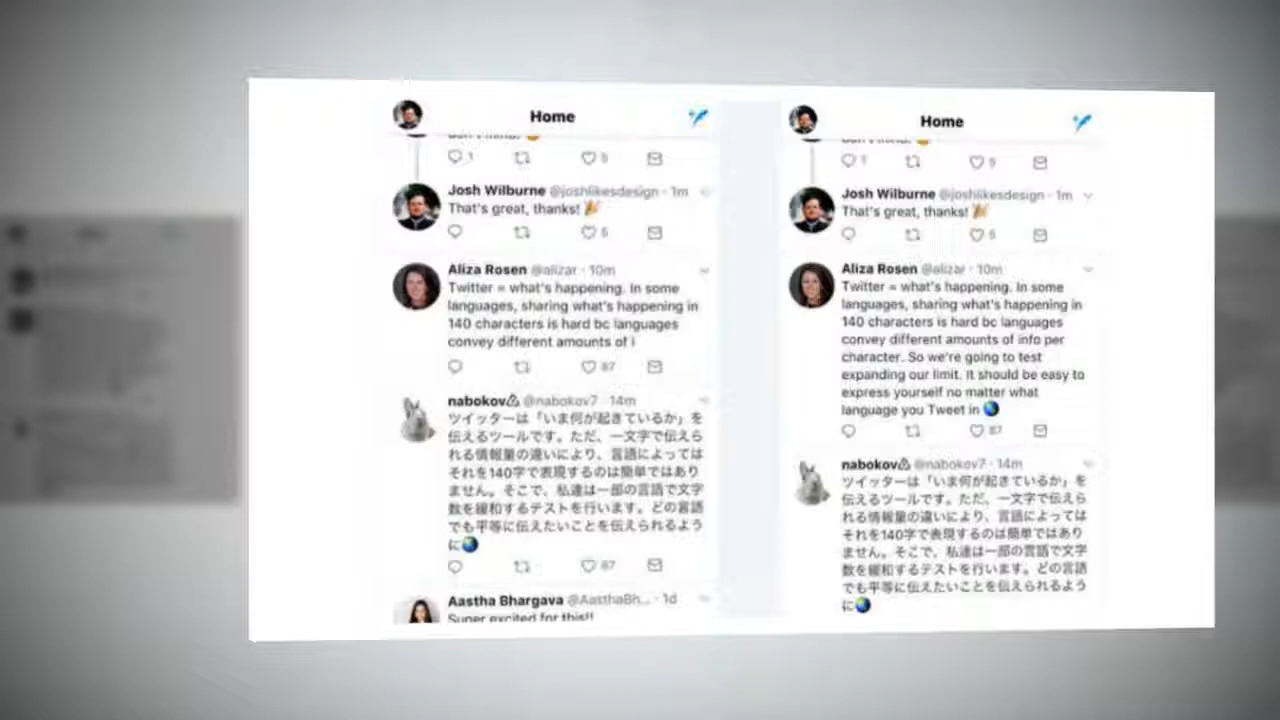 Home
1
5
Josh Wilburne @joshlikesdesign · 1m
That's great, thanks! 🎉
5
Aliza Rosen @alizar · 10m
Twitter = what's happening. In some
languages, sharing what's happening in
140 characters is hard bc languages
convey different amounts of i
87
nabokov @nabokov7 · 14m
ツイッターは「いま何が起きているか」を
伝えるツールです。ただ、一文字で伝えら
れる情報量の違いにより、言語によっては
それを140字で表現するのは簡単ではあり
ません。そこで、私達は一部の言語で文字
数を緩和するテストを行います。どの言語
でも平等に伝えたいことを伝えられるよう
に🌏
87
Aastha Bhargava @AasthaBh... · 1d
Super excited for this!!
Home
1
Josh Wilburne @joshlikesdesign · 1m
That's great, thanks! 🎉
Aliza Rosen @alizar · 10m
Twitter = what's happening. In some
languages, sharing what's happening in
140 characters is hard bc languages
convey different amounts of info per
character. So we're going to test
expanding our limit. It should be easy to
express yourself no matter what
language you Tweet in 🌏
87
nabokov @nabokov7 · 14m
ツイッターは「いま何が起きているか」を
伝えるツールです。ただ、一文字で伝えら
れる情報量の違いにより、言語によっては
それを140字で表現するのは簡単ではあり
ません。そこで、私達は一部の言語で文字
数を緩和するテストを行います。どの言語
でも平等に伝えたいことを伝えられるよう
に🌏